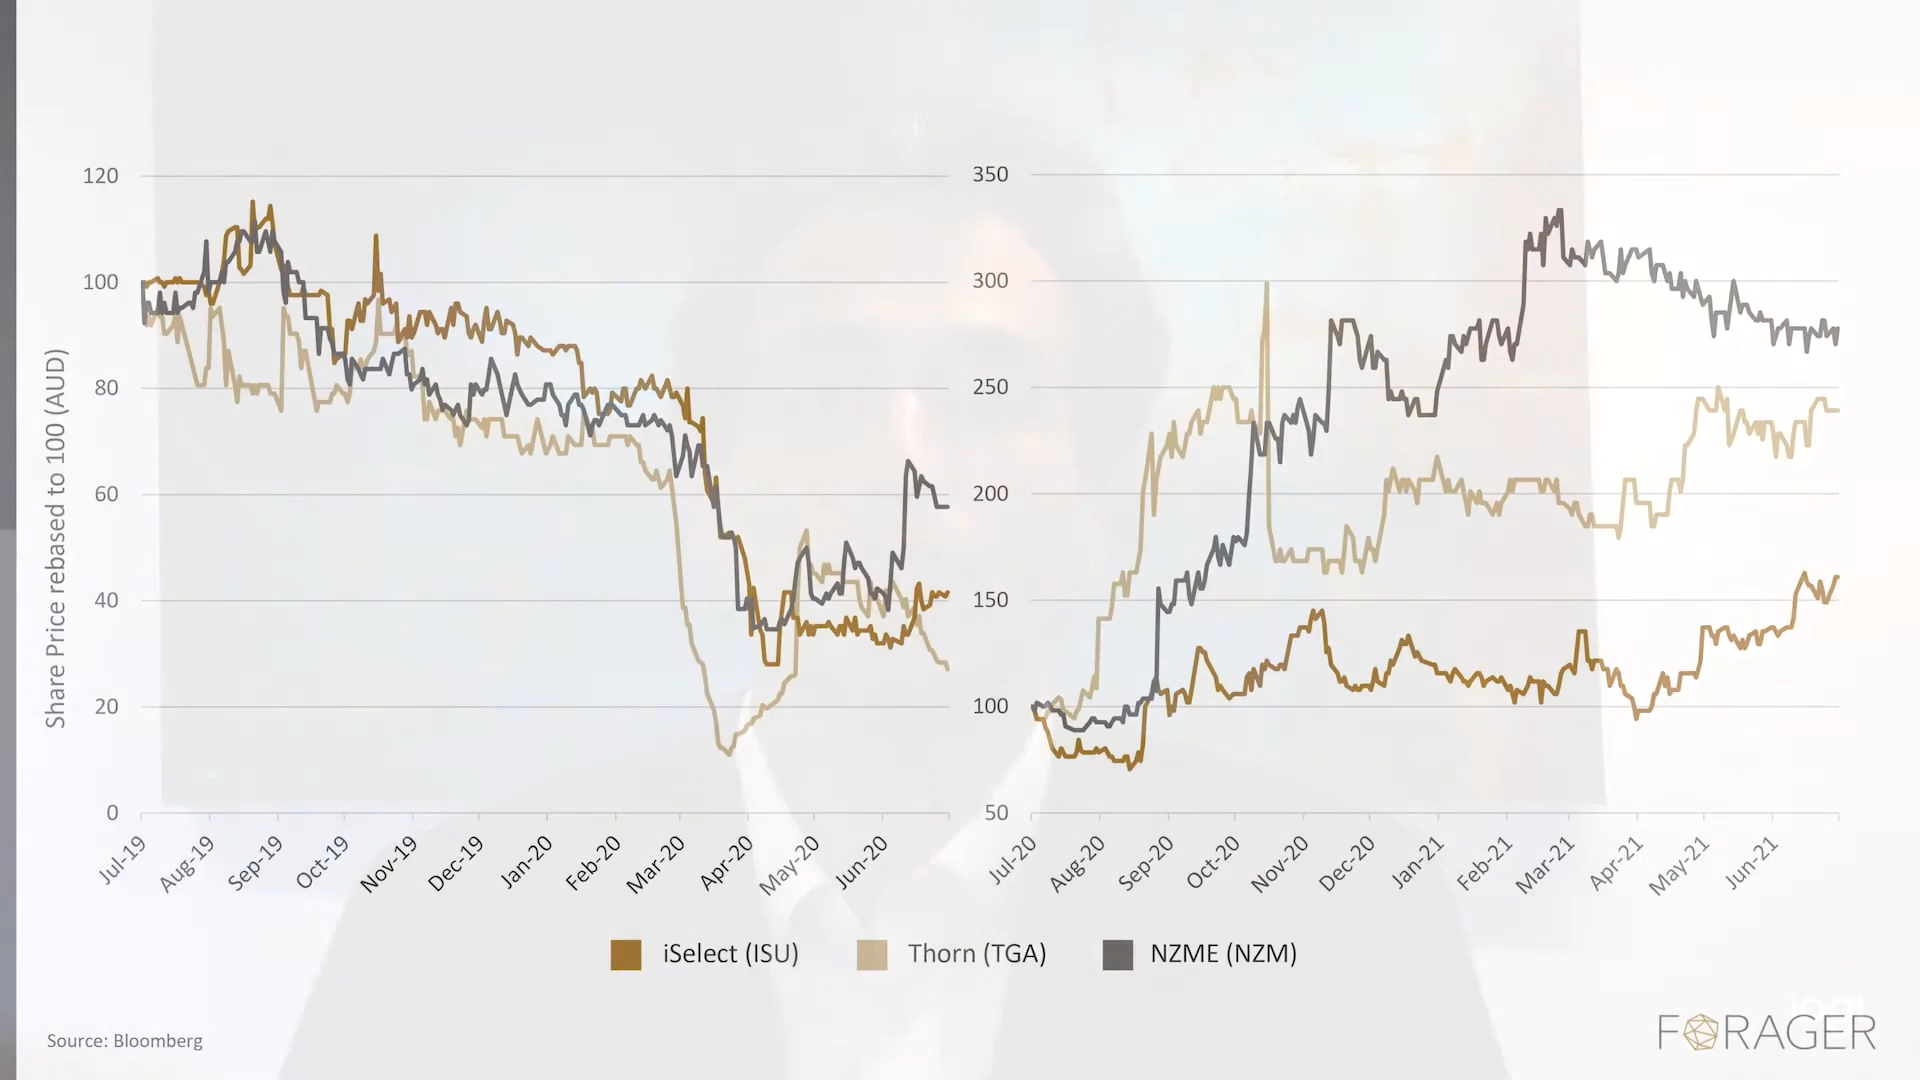 Share Price rebased to 100 (AUD)
120
100
80
60
40
20
0
Jul-19
Aug-19
Sep-19
Oct-19
Nov-19
Dec-19
Jan-20
Feb-20
Mar-20
Apr-20
May-20
Jun-20
350
300
250
200
150
100
50
Jul-20
Aug-20
Sep-20
Oct-20
Nov-20
Dec-20
Jan-21
Feb-21
Mar-21
Apr-21
May-21
Jun-21
iSelect (ISU) Thorn (TGA) NZME (NZM)
Source: Bloomberg
FORAGER